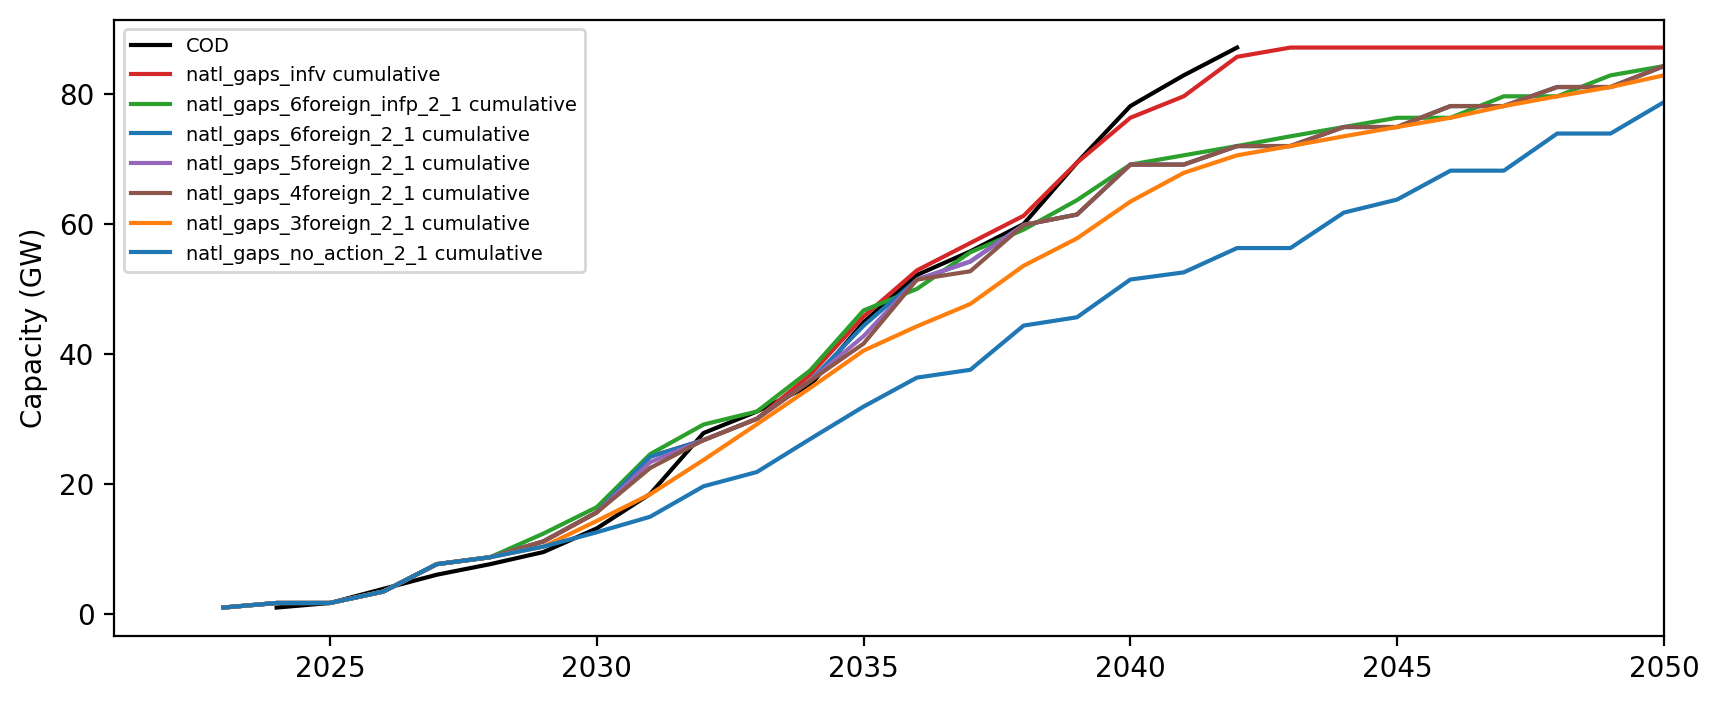 COD
natl_gaps_infv cumulative
natl_gaps_6foreign_infp_2_1 cumulative
natl_gaps_6foreign_2_1 cumulative
natl_gaps_5foreign_2_1 cumulative
natl_gaps_4foreign_2_1 cumulative
natl_gaps_3foreign_2_1 cumulative
natl_gaps_no_action_2_1 cumulative
Capacity (GW)
80
60
40
20
0
2025 2030 2035 2040 2045 2050